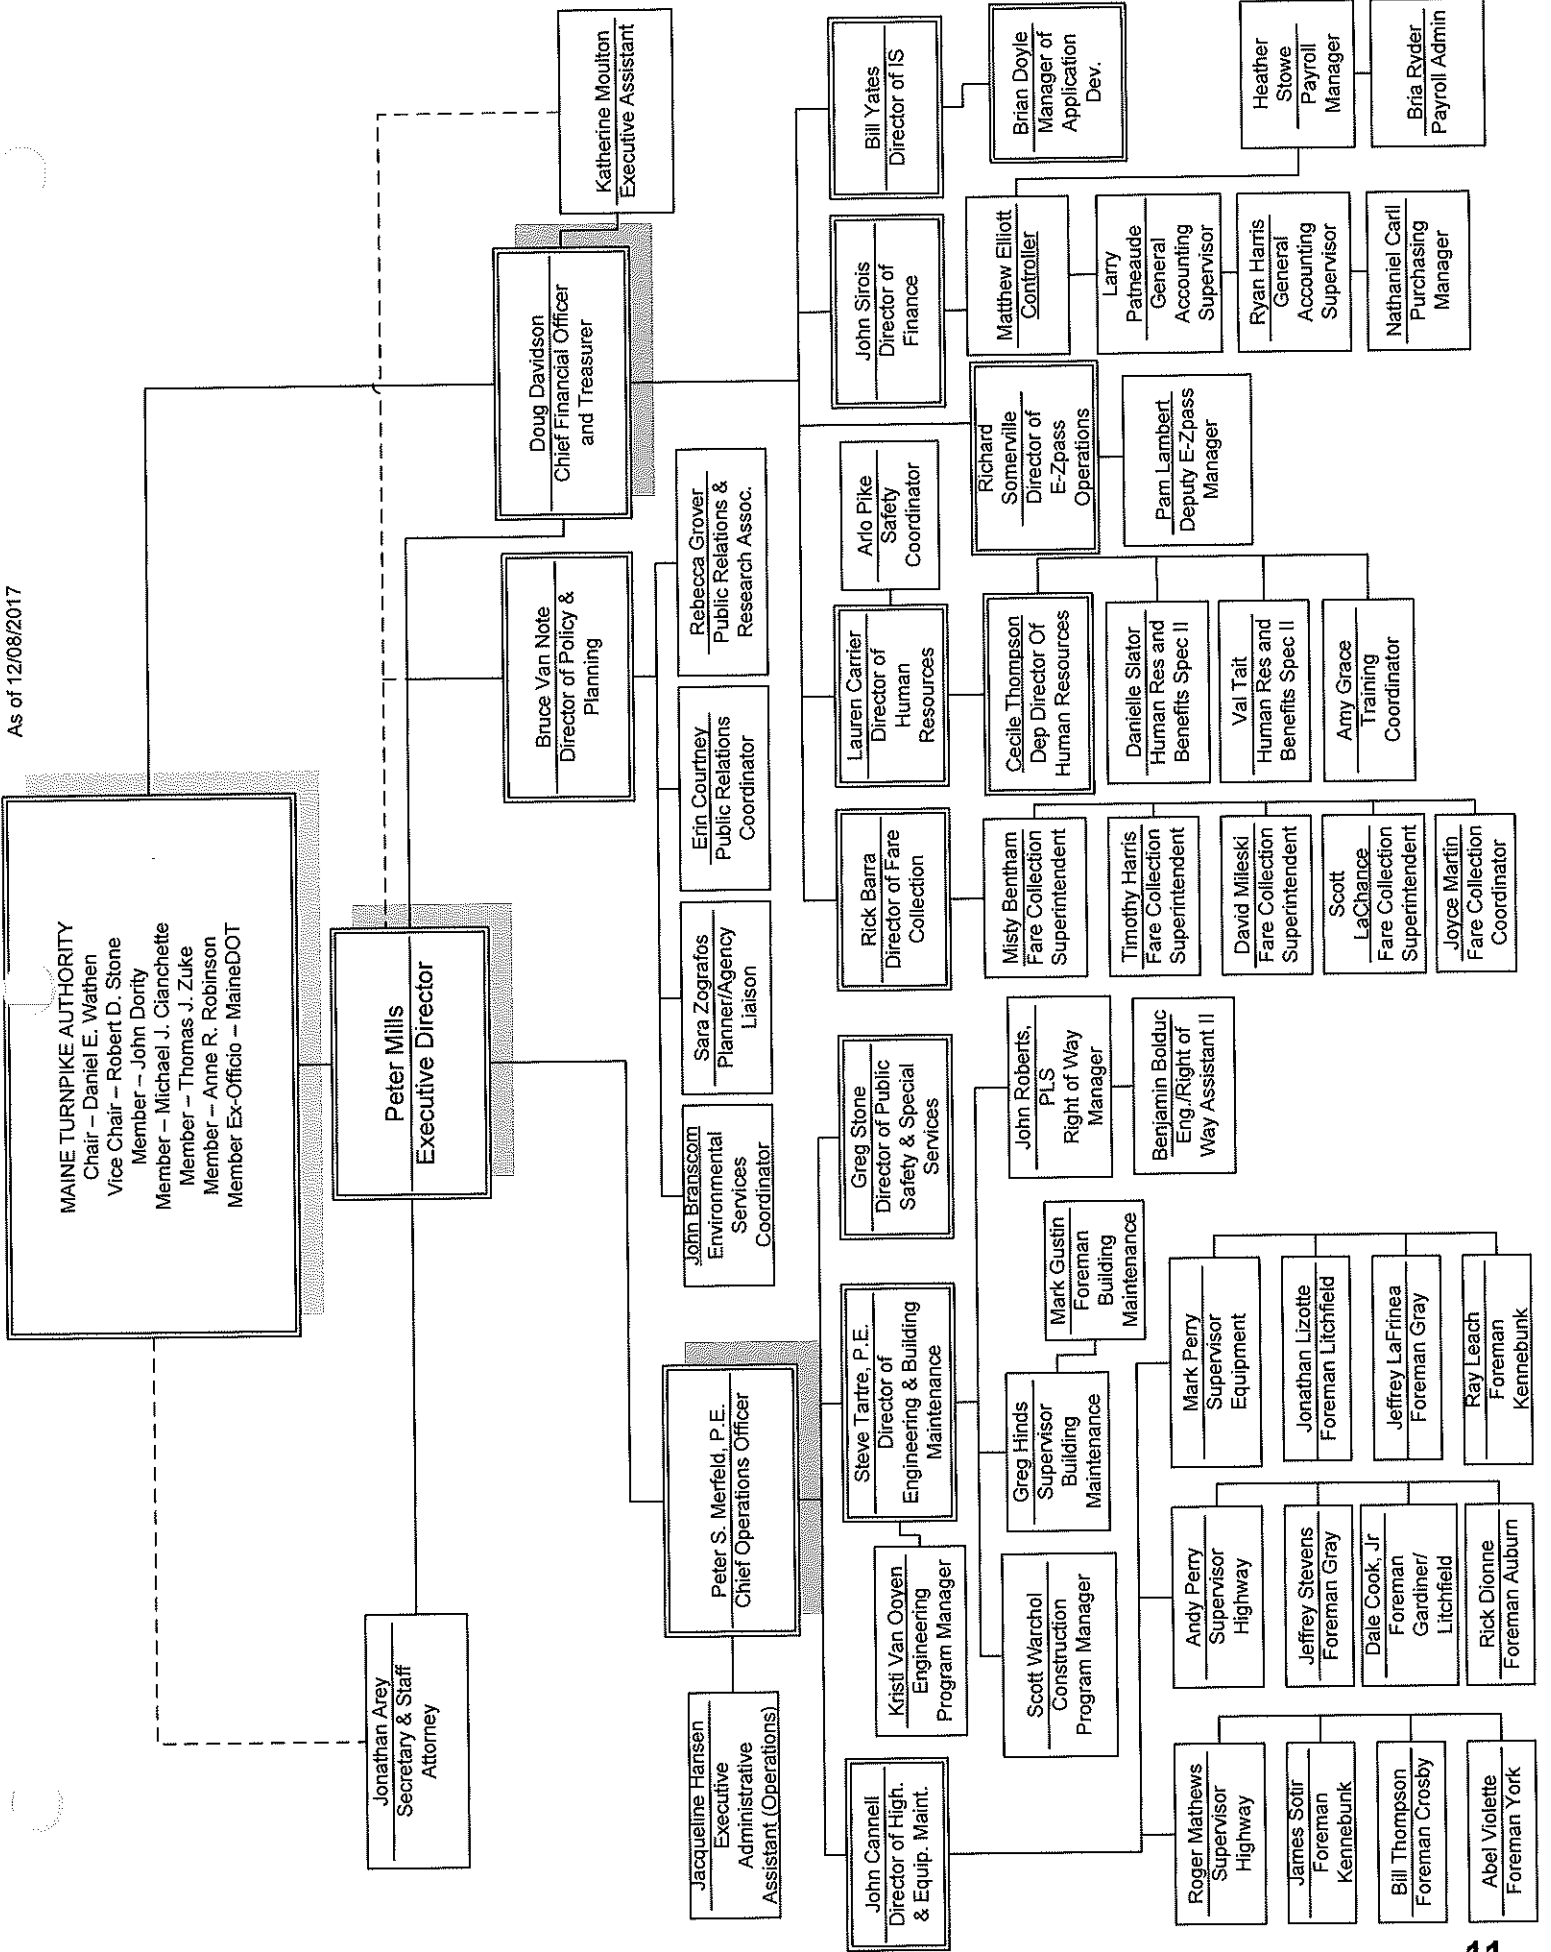 As of 12/08/2017
MAINE TURNPIKE AUTHORITY
Chair – Daniel E. Wathen
Vice Chair – Robert D. Stone
Member – John Dority
Member – Michael J. Cianchette
Member – Thomas J. Zuke
Member – Anne R. Robinson
Member Ex-Officio – MaineDOT
Peter Mills
Executive Director
Jonathan Arey
Secretary & Staff
Attorney
Bruce Van Note
Director of Policy &
Planning
Doug Davidson
Chief Financial Officer
and Treasurer
Katherine Moulton
Executive Assistant
John Branscom
Environmental
Services
Coordinator
Sara Zografos
Planner/Agency
Liaison
Erin Courtney
Public Relations
Coordinator
Rebecca Grover
Public Relations &
Research Assoc.
Jacqueline Hansen
Executive
Administrative
Assistant (Operations)
Peter S. Merfeld, P.E.
Chief Operations Officer
John Cannell
Director of High.
& Equip. Maint.
Kristi Van Ooyen
Engineering
Program Manager
Steve Tartre, P.E.
Director of
Engineering & Building
Maintenance
Greg Stone
Director of Public
Safety & Special
Services
Rick Barra
Director of Fare
Collection
Lauren Carrier
Director of
Human
Resources
Arlo Pike
Safety
Coordinator
Richard
Somerville
Director of
E-Zpass
Operations
John Sirois
Director of
Finance
Bill Yates
Director of IS
Scott Warchol
Construction
Program Manager
Greg Hinds
Supervisor
Building
Maintenance
Mark Gustin
Foreman
Building
Maintenance
John Roberts,
PLS
Right of Way
Manager
Benjamin Bolduc
Eng./Right of
Way Assistant II
Misty Bentham
Fare Collection
Superintendent
Timothy Harris
Fare Collection
Superintendent
David Mileski
Fare Collection
Superintendent
Scott
LaChance
Fare Collection
Superintendent
Joyce Martin
Fare Collection
Coordinator
Cecile Thompson
Dep Director Of
Human Resources
Danielle Slator
Human Res and
Benefits Spec II
Val Tait
Human Res and
Benefits Spec II
Amy Grace
Training
Coordinator
Pam Lambert
Deputy E-Zpass
Manager
Matthew Elliott
Controller
Larry
Patneaude
General
Accounting
Supervisor
Ryan Harris
General
Accounting
Supervisor
Nathaniel Carll
Purchasing
Manager
Brian Doyle
Manager of
Application
Dev.
Heather
Stowe
Payroll
Manager
Bria Ryder
Payroll Admin
Roger Mathews
Supervisor
Highway
James Sotir
Foreman
Kennebunk
Bill Thompson
Foreman Crosby
Abel Violette
Foreman York
Andy Perry
Supervisor
Highway
Jeffrey Stevens
Foreman Gray
Dale Cook, Jr
Foreman
Gardiner/
Litchfield
Rick Dionne
Foreman Auburn
Mark Perry
Supervisor
Equipment
Jonathan Lizotte
Foreman Litchfield
Jeffrey LaFrinea
Foreman Gray
Ray Leach
Foreman
Kennebunk
11